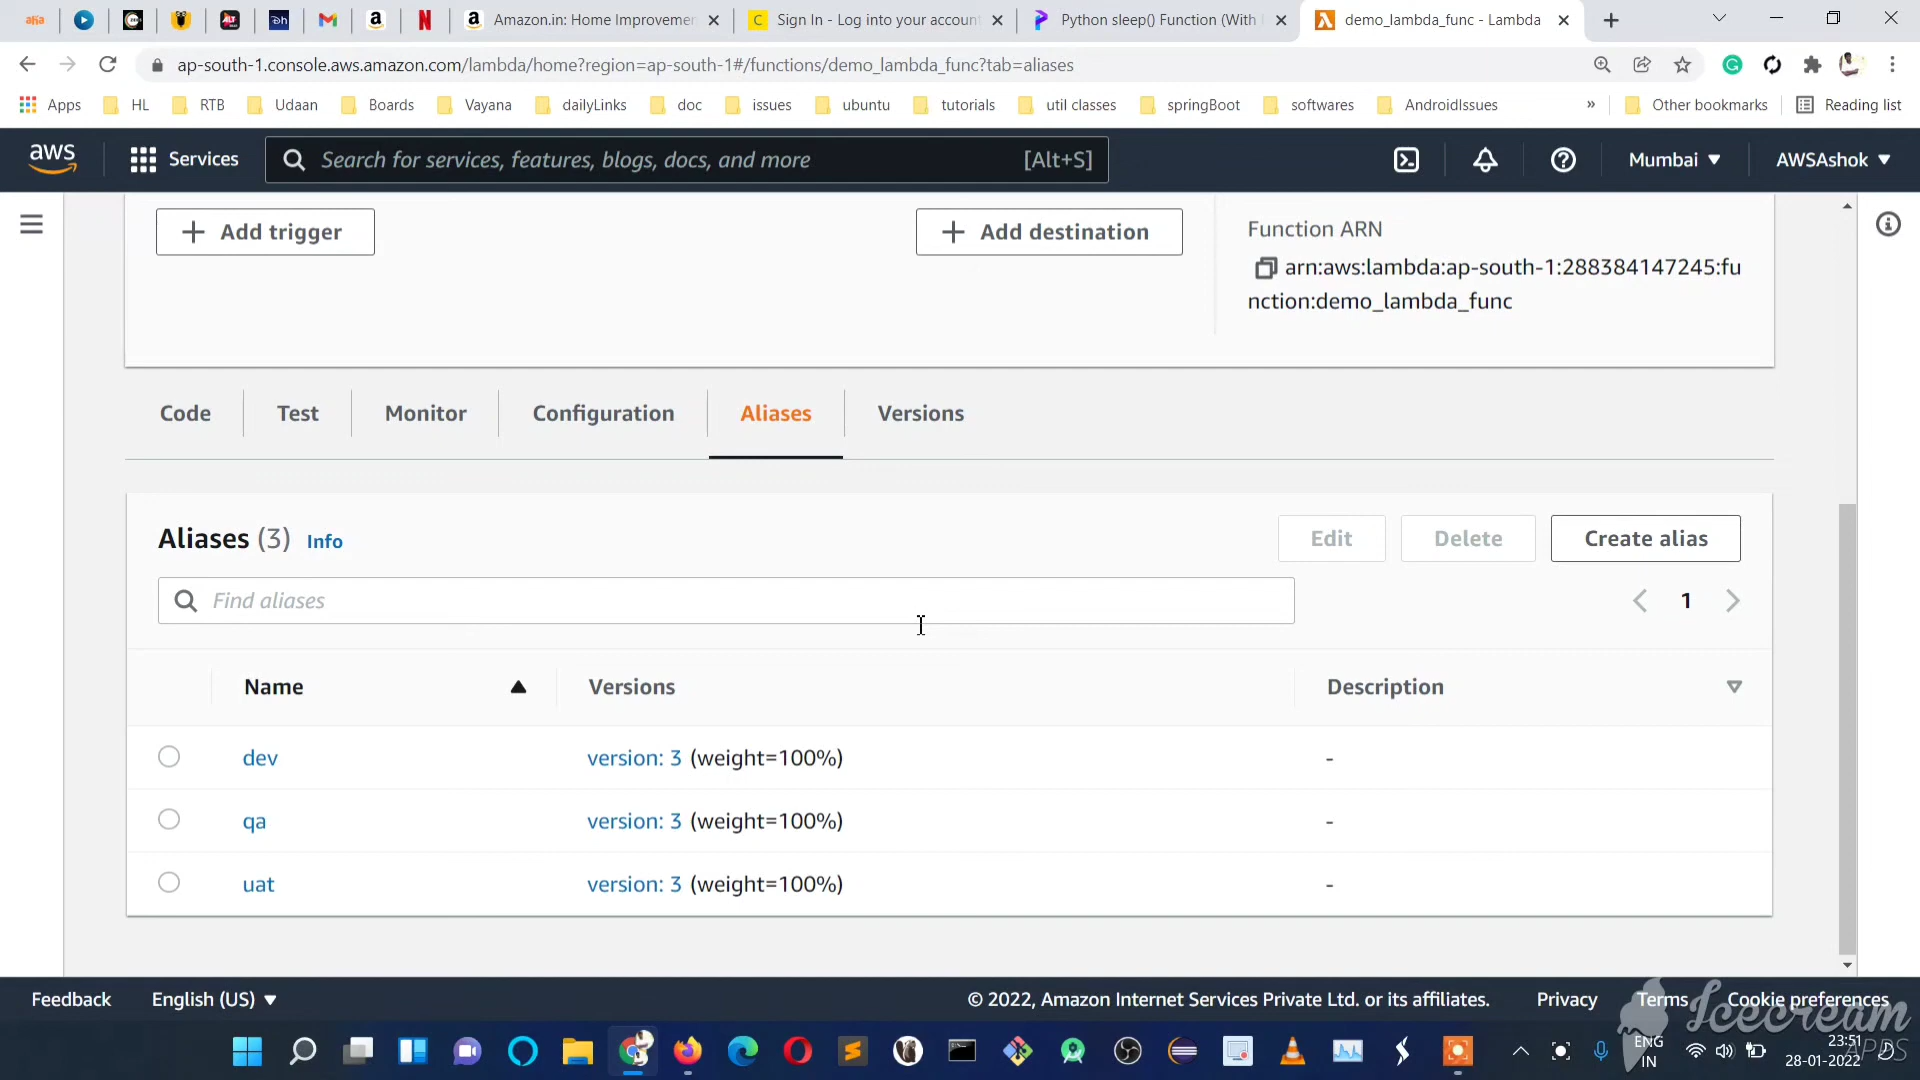 Amazon.in: Home Improvemer
Sign In - Log into your accoun
Python sleep() Function (With
demo_lambda_func - Lambda
ap-south-1.console.aws.amazon.com/lambda/home?region=ap-south-1#/functions/demo_lambda_func?tab=aliases
Apps HL RTB Udaan Boards Vayana dailyLinks doc issues ubuntu tutorials util classes springBoot softwares AndroidIssues » Other bookmarks Reading list
aws Services Search for services, features, blogs, docs, and more [Alt+S] Mumbai AWSAshok
Add trigger
Add destination
Function ARN
arn:aws:lambda:ap-south-1:288384147245:fu
nction:demo_lambda_func
Code Test Monitor Configuration Aliases Versions
Aliases (3) Info
Edit Delete Create alias
Find aliases
1
Name Versions Description
dev version: 3 (weight=100%) -
qa version: 3 (weight=100%) -
uat version: 3 (weight=100%) -
Feedback English (US) © 2022, Amazon Internet Services Private Ltd. or its affiliates. Privacy Terms Cookie preferences
Icecream
APPS
ENG
IN
23:51
28-01-2022